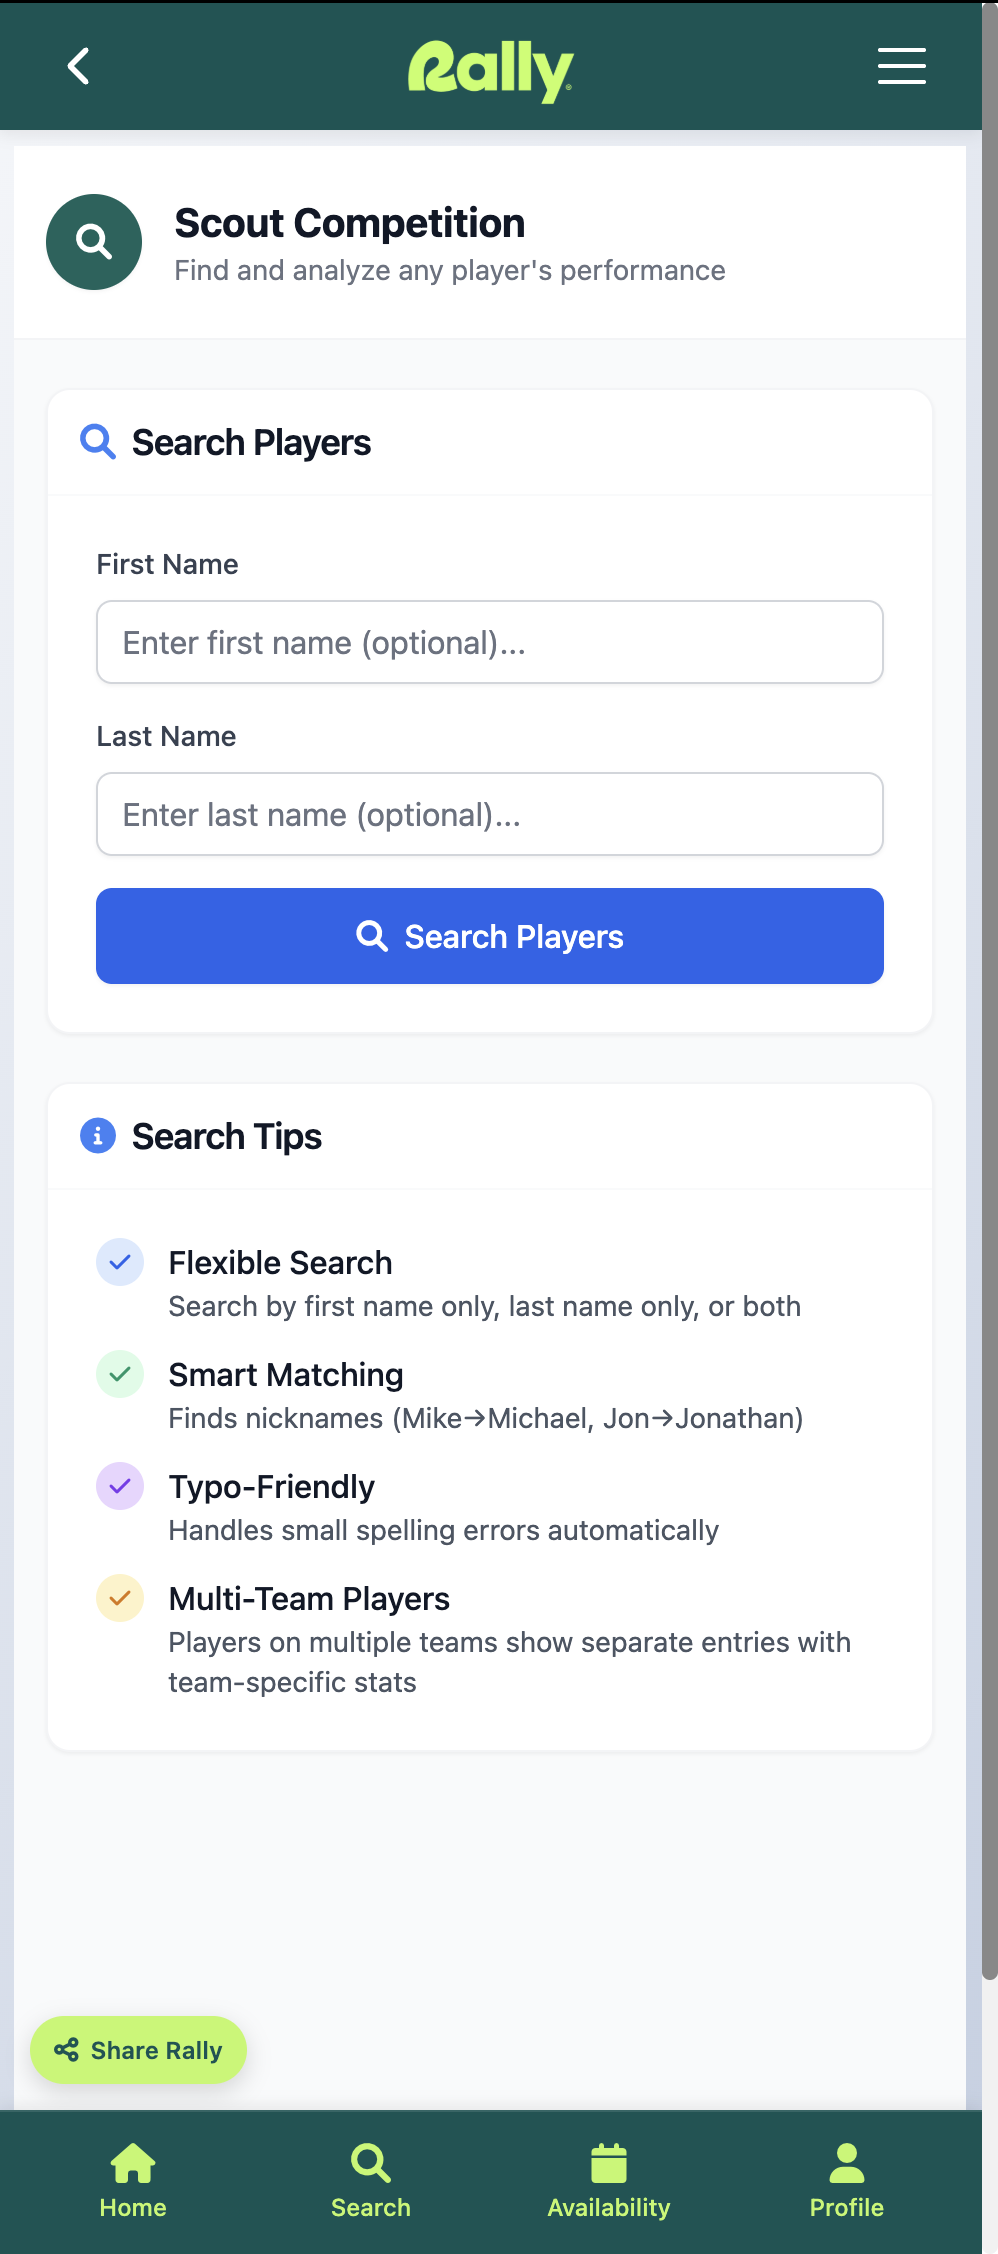 Rally
Scout Competition
Find and analyze any player's performance
Search Players
First Name
Enter first name (optional)...
Last Name
Enter last name (optional)...
Search Players
Search Tips
Flexible Search
Search by first name only, last name only, or both
Smart Matching
Finds nicknames (Mike→Michael, Jon→Jonathan)
Typo-Friendly
Handles small spelling errors automatically
Multi-Team Players
Players on multiple teams show separate entries with
team-specific stats
Share Rally
Home
Search
Availability
Profile